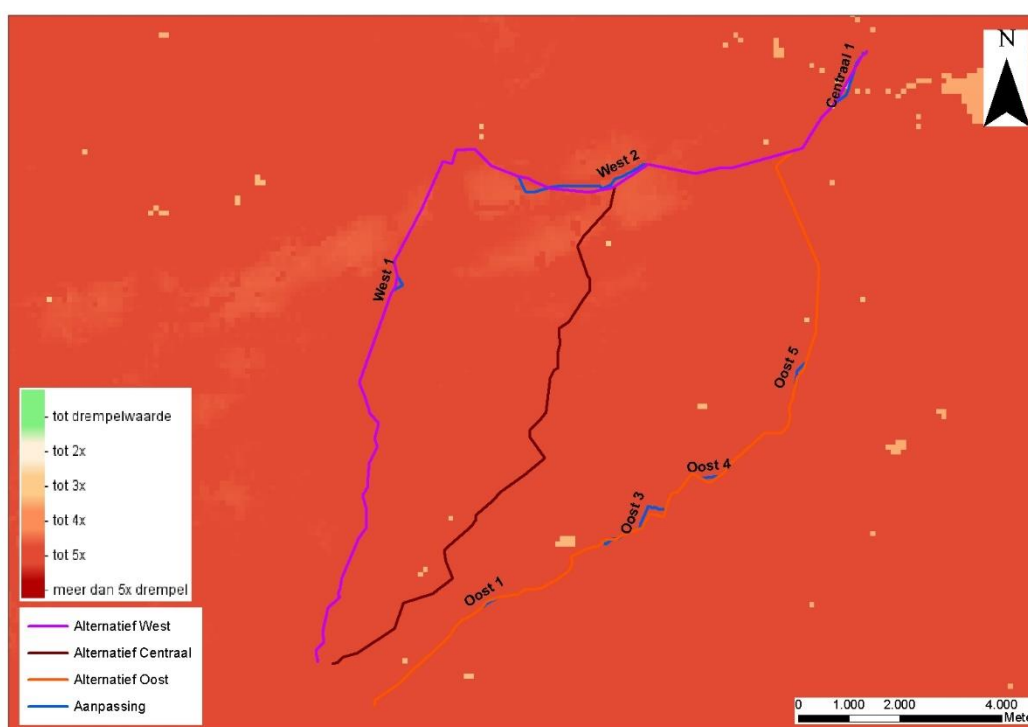 N
Centraal 1
West 2
West 1
Oost 5
Oost 4
Oost 3
Oost 1
tot drempelwaarde
tot 2x
tot 3x
tot 4x
tot 5x
meer dan 5x drempel
Alternatief West
Alternatief Centraal
Alternatief Oost
Aanpassing
0 1.000 2.000 4.000
Mete